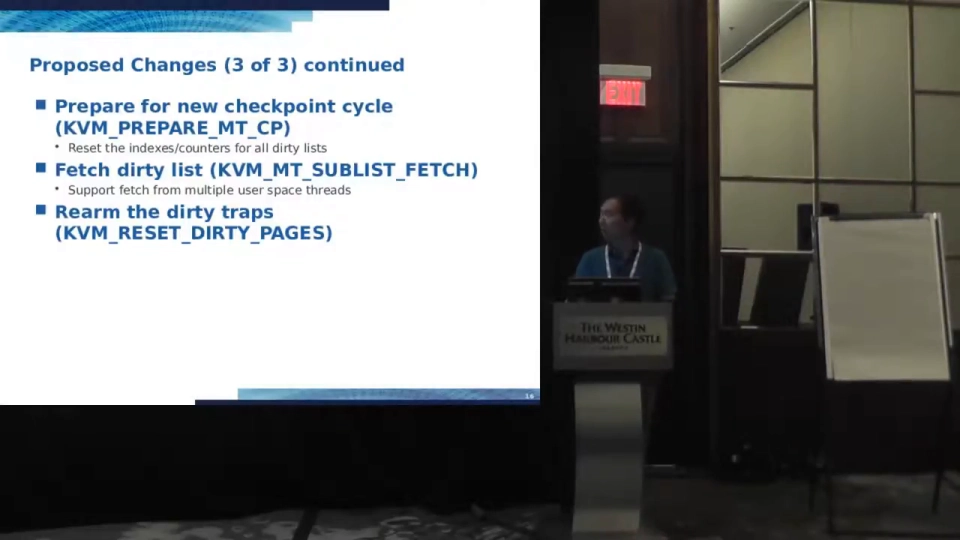 Proposed Changes (3 of 3) continued
Prepare for new checkpoint cycle
(KVM_PREPARE_MT_CP)
Reset the indexes/counters for all dirty lists
Fetch dirty list (KVM_MT_SUBLIST_FETCH)
Support fetch from multiple user space threads
Rearm the dirty traps
(KVM_RESET_DIRTY_PAGES)
16
EXIT
THE WESTIN
HARBOUR CASTLE